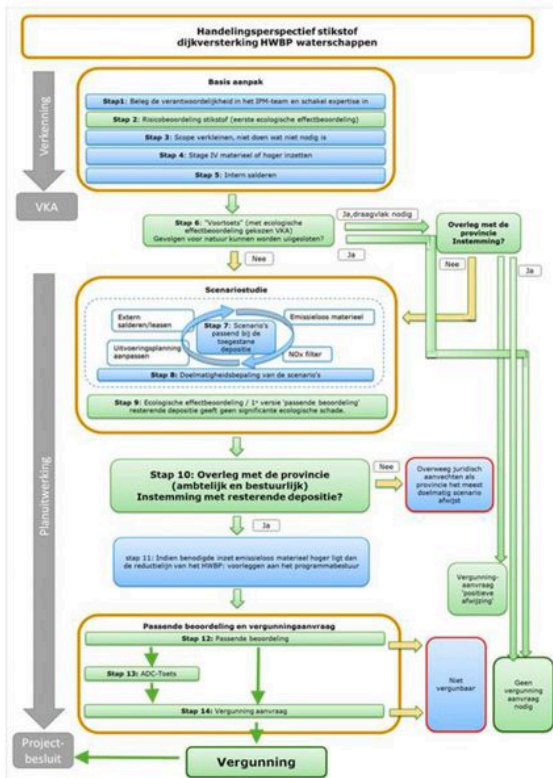 Handelingsperspectief stikstof
dijkversterking HWBP waterschappen
Verkenning
VKA
Basis aanpak
Stap1: Beleg de verantwoordelijkheid in het IPM-team en schakel expertise in
Stap 2: Risicobeoordeling stikstof (eerste ecologische effectbeoordeling)
Stap 3: Scope verkleinen, niet doen wat niet nodig is
Stap 4: Stage IV materieel of hoger inzetten
Stap 5: Intern salderen
Stap 6: "Voortoets" (met ecologische
effectbeoordeling gekozen VKA)
Gevolgen voor natuur kunnen worden uigesloten?
Ja,draagvlak nodig
Ja
Nee
Overleg met de
provincie
Instemming?
Nee
Ja
Planuitwerking
Scenariostudie
Extern
salderen/leasen
Emissieloos materieel
Stap 7: Scenario's
passend bij de
toegestane
depositie
Uitvoeringsplanning
aanpassen
NOx filter
Stap 8: Doelmatigheidsbepaling van de scenario's
Stap 9: Ecologische effectbeoordeling / 1e versie 'passende beoordeling'
resterende depositie geeft geen significante ecologische schade.
Stap 10: Overleg met de provincie
(ambtelijk en bestuurlijk)
Instemming met resterende depositie?
Nee
Overweeg juridisch
aanvechten als
provincie het meest
doelmatig scenario
afwijst
Ja
stap 11: Indien benodigde inzet emissieloos materieel hoger ligt dan
de reductielijn van het HWBP: voorleggen aan het programmabestuur
Vergunning-
aanvraag
'positieve
afwijzing'
Passende beoordeling en vergunningaanvraag
Stap 12: Passende beoordeling
Stap 13: ADC-Toets
Stap 14: Vergunning aanvraag
Niet
vergunbaar
Geen
vergunning
aanvraag
nodig
Project-
besluit
Vergunning